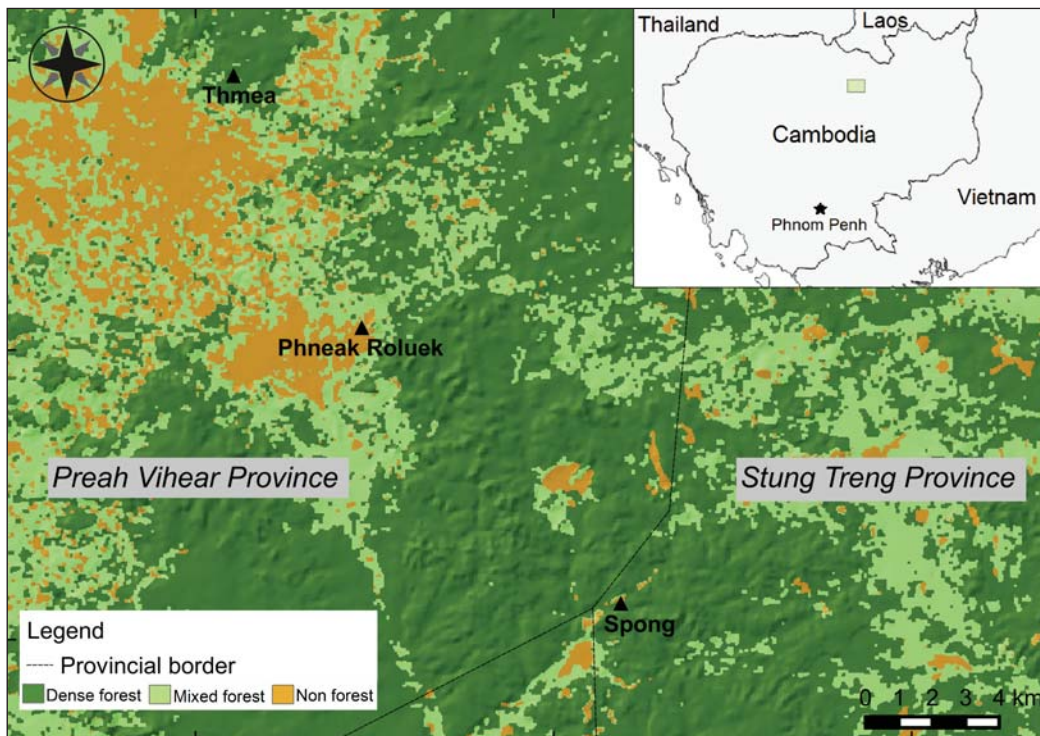 Thailand
Laos
Cambodia
Vietnam
Phnom Penh
Thmea
Phneak Roluek
Preah Vihear Province
Stung Treng Province
Spong
Legend
Provincial border
Dense forest Mixed forest Non forest
0 1 2 3 4 km